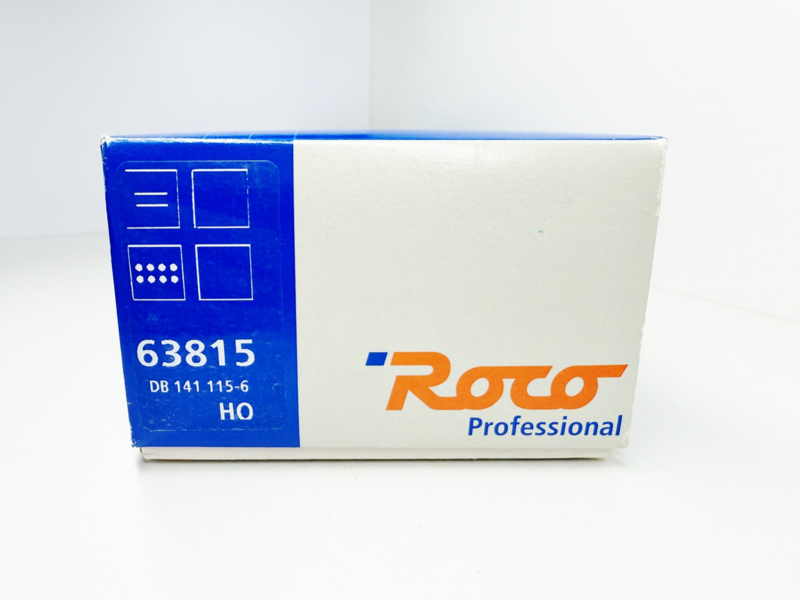 63815
DB 141 115-6
HO
Roco
Professional